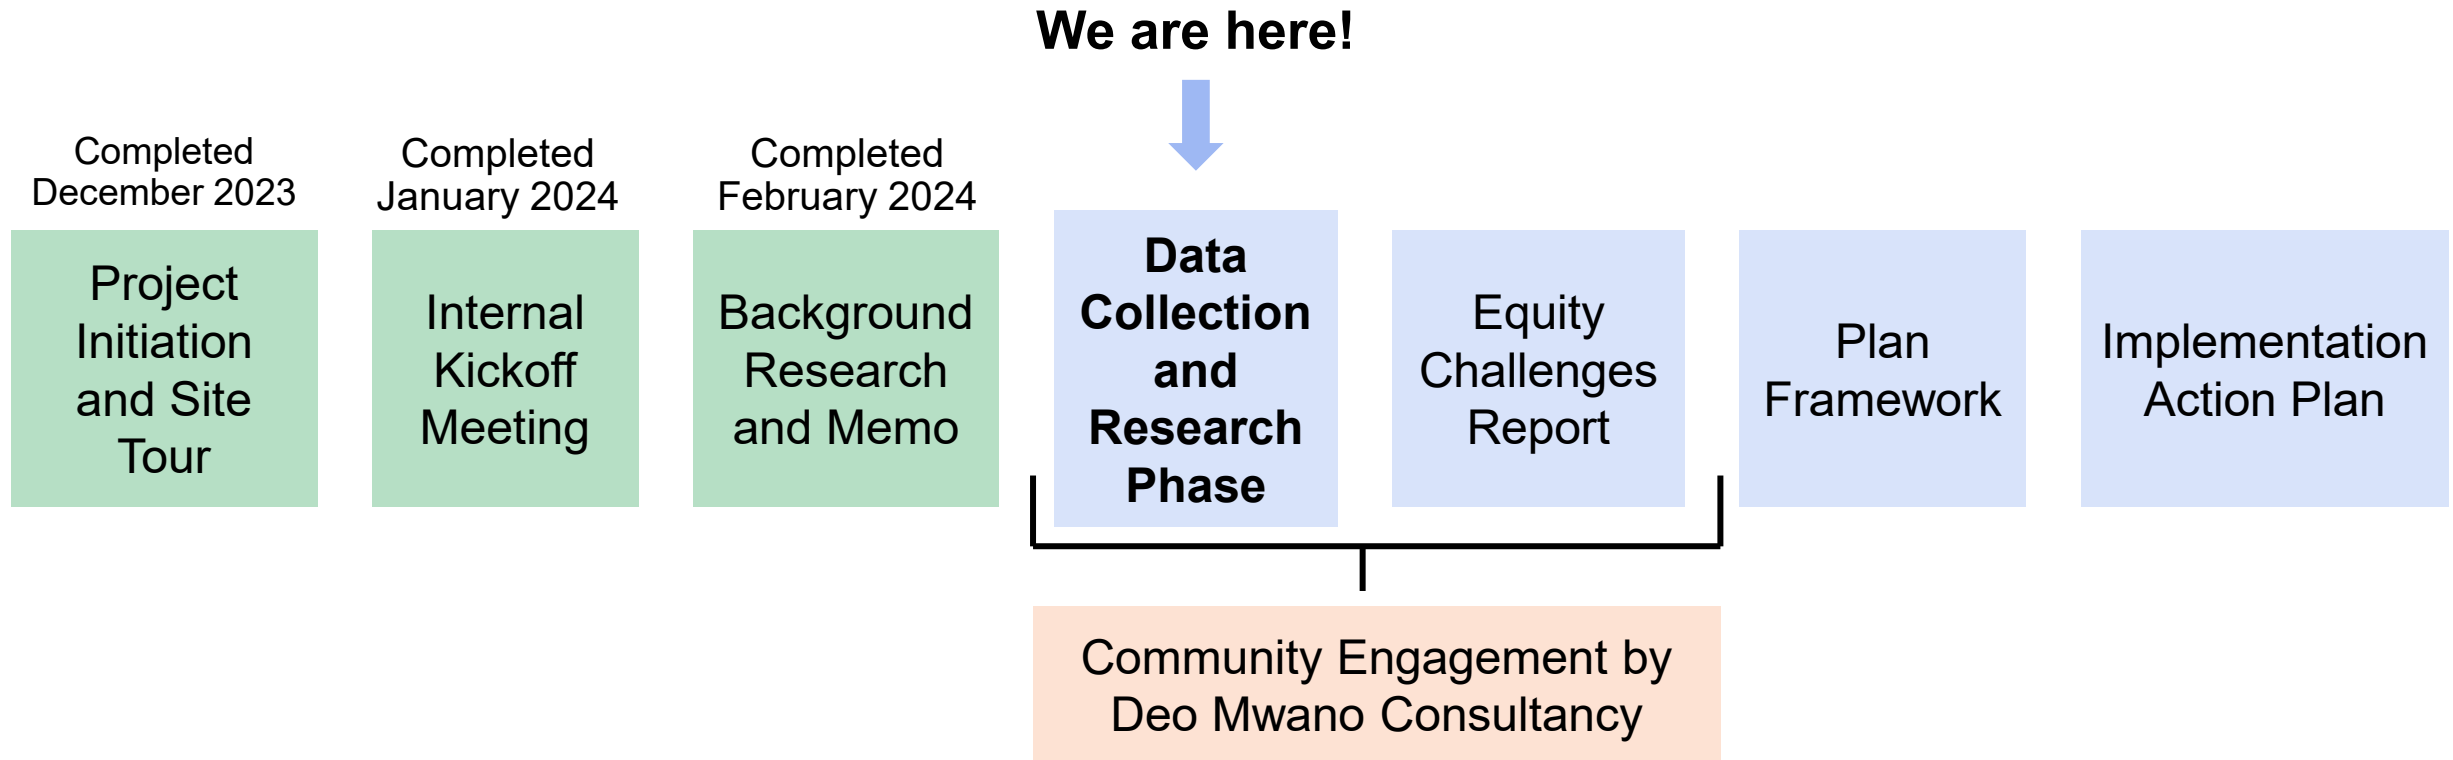 We are here!
Completed
December 2023
Completed
January 2024
Completed
February 2024
Project
Initiation
and Site
Tour
Internal
Kickoff
Meeting
Background
Research
and Memo
Data
Collection
and
Research
Phase
Equity
Challenges
Report
Plan
Framework
Implementation
Action Plan
Community Engagement by
Deo Mwano Consultancy